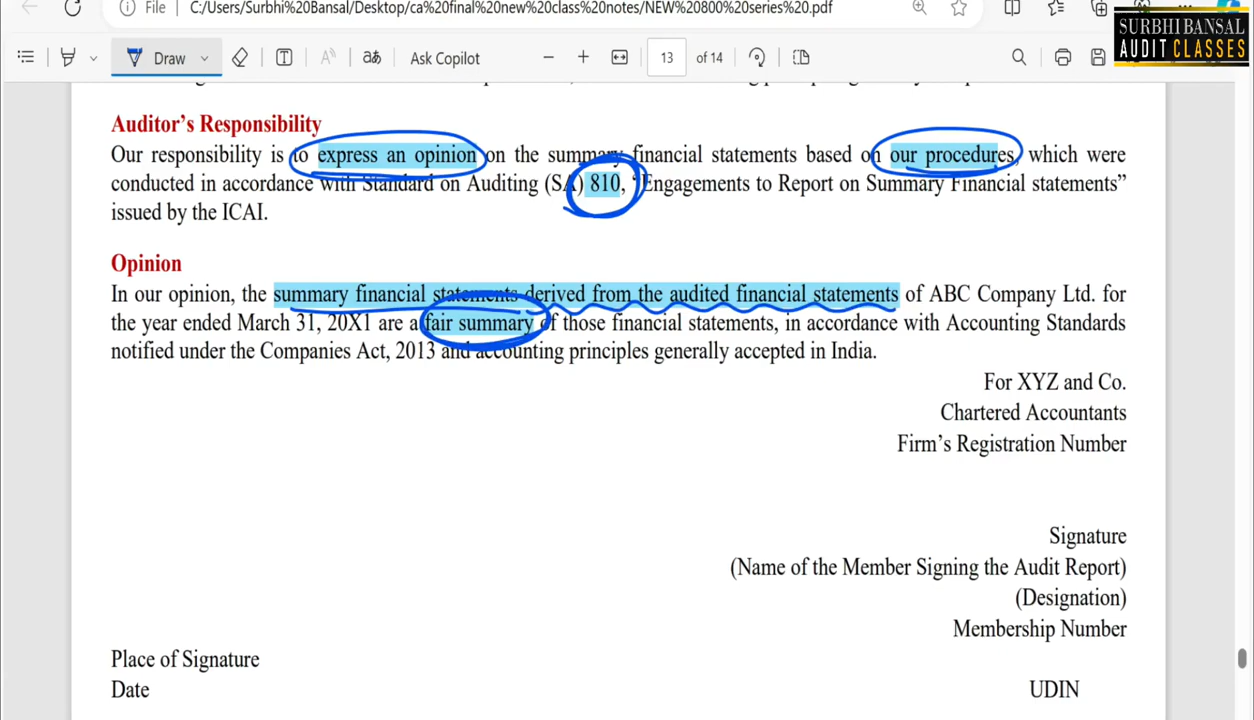 File C:/Users/Surbhi%20Bansal/Desktop/ca%20final%20new%20class%20notes/NEW%20800%20series%20.pdf
SURBHI BANSAL
AUDIT CLASSES
Draw
aあ
Ask Copilot
13 of 14
Auditor's Responsibility
Our responsibility is to express an opinion on the summary financial statements based on our procedures, which were
conducted in accordance with Standard on Auditing (SA) 810, “Engagements to Report on Summary Financial statements”
issued by the ICAI.
Opinion
In our opinion, the summary financial statements derived from the audited financial statements of ABC Company Ltd. for
the year ended March 31, 20X1 are a fair summary of those financial statements, in accordance with Accounting Standards
notified under the Companies Act, 2013 and accounting principles generally accepted in India.
For XYZ and Co.
Chartered Accountants
Firm's Registration Number
Signature
(Name of the Member Signing the Audit Report)
(Designation)
Membership Number
Place of Signature
Date UDIN